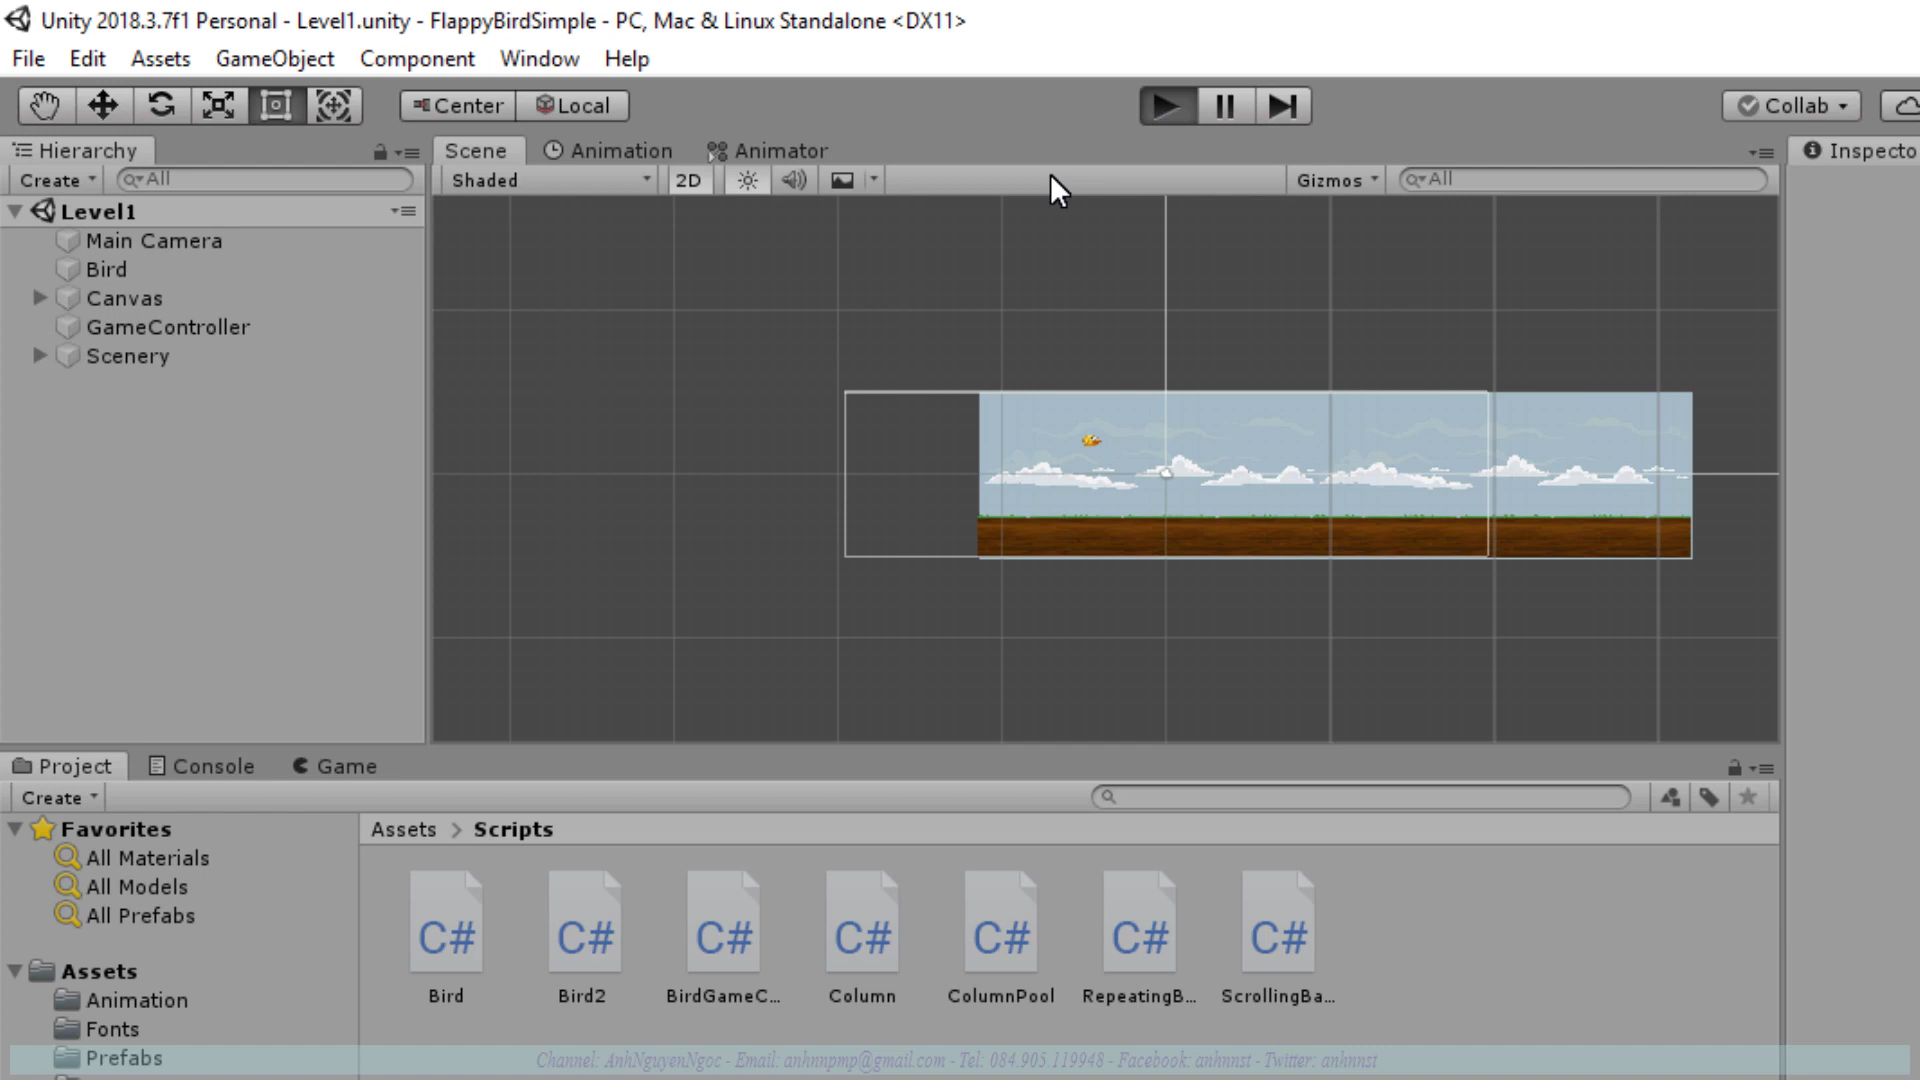 Unity 2018.3.7f1 Personal - Level1.unity - FlappyBirdSimple - PC, Mac & Linux Standalone <DX11>
File Edit Assets GameObject Component Window Help
Center Local Collab
Hierarchy Scene Animation Animator Inspecto
Create All Shaded 2D Gizmos All
Level1
Main Camera
Bird
Canvas
GameController
Scenery
Project Console Game
Create
Favorites
All Materials
All Models
All Prefabs
Assets
Animation
Fonts
Prefabs
Assets > Scripts
C# C# C# C# C# C# C#
Bird Bird2 BirdGameC... Column ColumnPool RepeatingB... ScrollingBa...
Channel: AnhNguyenNgoc - Email: anhnnpmp@gmail.com - Tel: 084.905.119948 - Facebook: anhnnst - Twitter: anhnnst